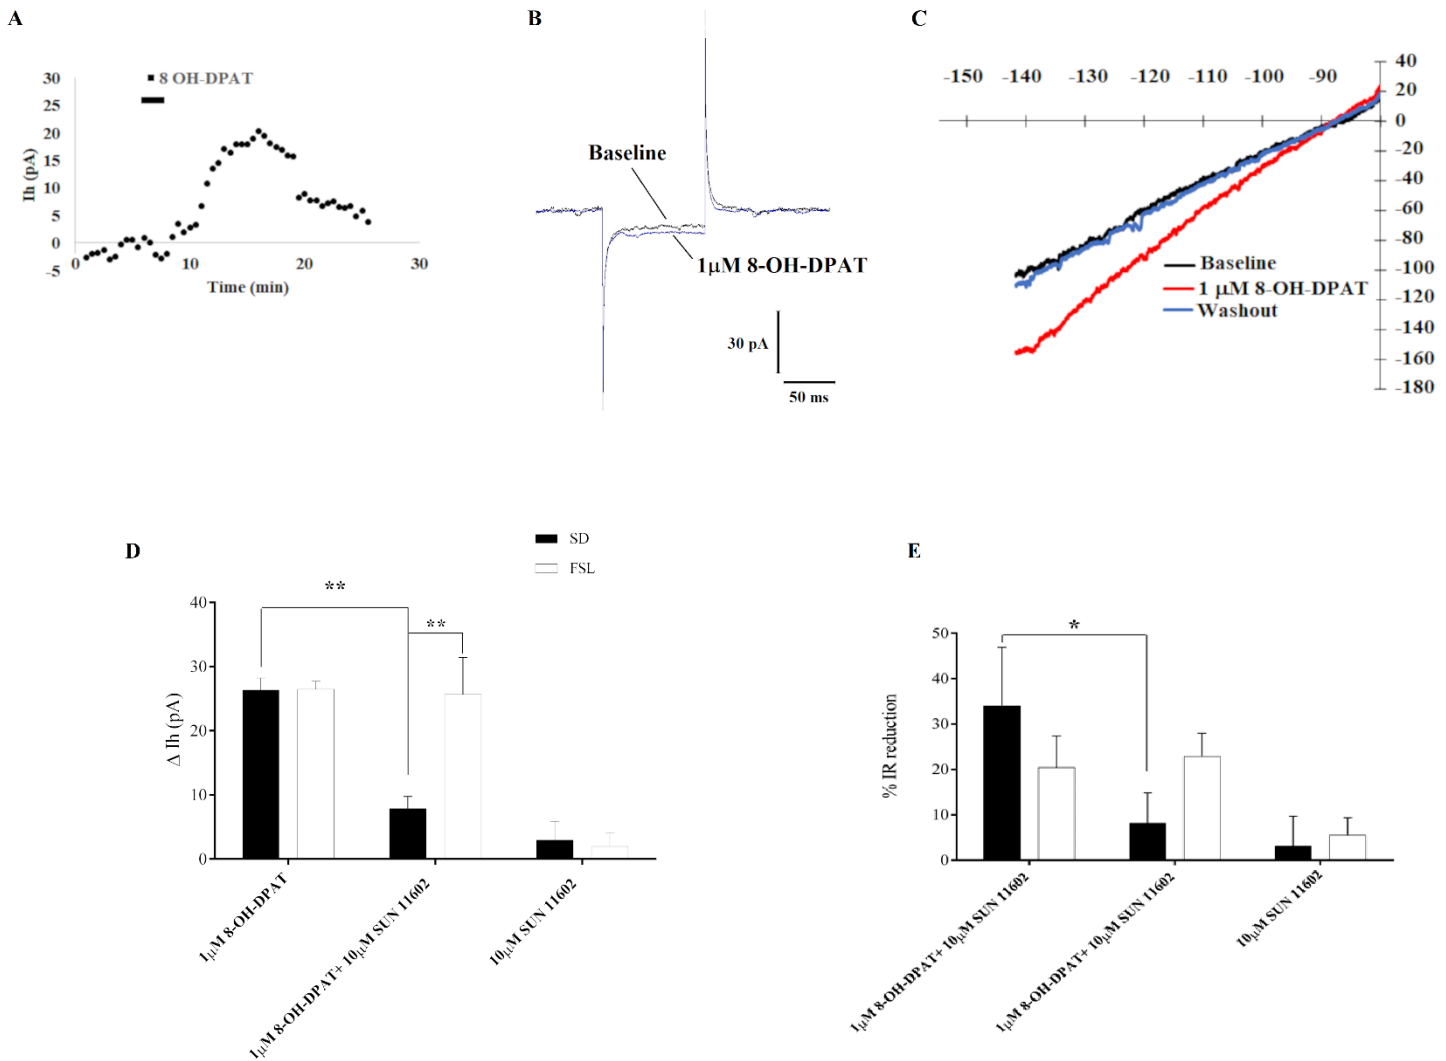 A
8 OH-DPAT
30
25
20
15
10
5
0
-5
Ih (pA)
0
10
20
30
Time (min)
B
Baseline
1μM 8-OH-DPAT
30 pA
50 ms
C
-150
-140
-130
-120
-110
-100
-90
40
20
0
-20
-40
-60
-80
-100
-120
-140
-160
-180
Baseline
1 μM 8-OH-DPAT
Washout
D
SD
FSL
**
**
40
30
20
10
0
Δ Ih (pA)
1μM 8-OH-DPAT
1μM 8-OH-DPAT+ 10μM SUN 11602
10μM SUN 11602
E
*
50
40
30
20
10
0
% IR reduction
1μM 8-OH-DPAT+ 10μM SUN 11602
1μM 8-OH-DPAT+ 10μM SUN 11602
10μM SUN 11602